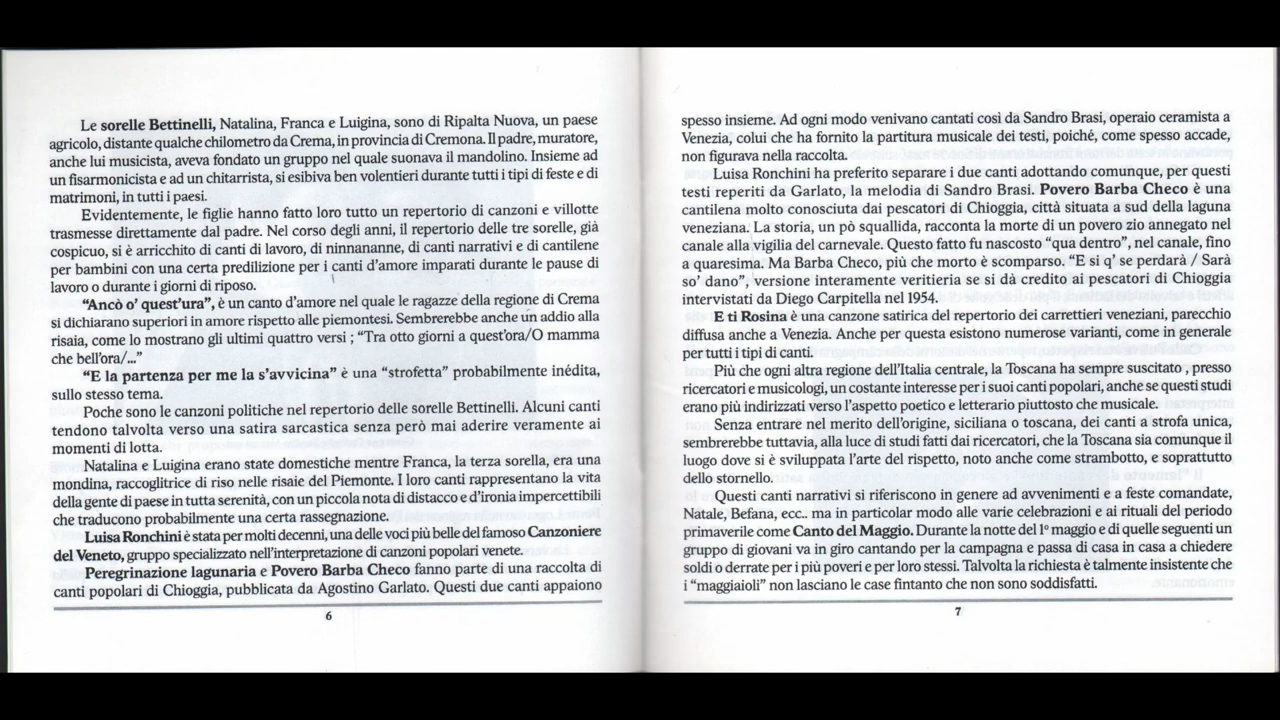 Le sorelle Bettinelli, Natalina, Franca e Luigina, sono di Ripalta Nuova, un paese
agricolo, distante qualche chilometro da Crema, in provincia di Cremona. Il padre, muratore,
anche lui musicista, aveva fondato un gruppo nel quale suonava il mandolino. Insieme ad
un fisarmonicista e ad un chitarrista, si esibiva ben volentieri durante tutti i tipi di feste e di
matrimoni, in tutti i paesi.
Evidentemente, le figlie hanno fatto loro tutto un repertorio di canzoni e villotte
trasmesse direttamente dal padre. Nel corso degli anni, il repertorio delle tre sorelle, già
cospicuo, si è arricchito di canti di lavoro, di ninnananne, di canti narrativi e di cantilene
per bambini con una certa predilizione per i canti d'amore imparati durante le pause di
lavoro o durante i giorni di riposo.
“Ancò o' quest'ura”, è un canto d'amore nel quale le ragazze della regione di Crema
si dichiarano superiori in amore rispetto alle piemontesi. Sembrerebbe anche un addio alla
risaia, come lo mostrano gli ultimi quattro versi ; “Tra otto giorni a quest'ora/O mamma
che bell'ora/...”
“E la partenza per me la s'avvicina” è una “strofetta” probabilmente inédita,
sullo stesso tema.
Poche sono le canzoni politiche nel repertorio delle sorelle Bettinelli. Alcuni canti
tendono talvolta verso una satira sarcastica senza però mai aderire veramente ai
momenti di lotta.
Natalina e Luigina erano state domestiche mentre Franca, la terza sorella, era una
mondina, raccoglitrice di riso nelle risaie del Piemonte. I loro canti rappresentano la vita
della gente di paese in tutta serenità, con un piccola nota di distacco e d'ironia impercettibili
che traducono probabilmente una certa rassegnazione.
Luisa Ronchini è stata per molti decenni, una delle voci più belle del famoso Canzoniere
del Veneto, gruppo specializzato nell'interpretazione di canzoni popolari venete.
Peregrinazione lagunaria e Povero Barba Checo fanno parte di una raccolta di
canti popolari di Chioggia, pubblicata da Agostino Garlato. Questi due canti appaiono
6
spesso insieme. Ad ogni modo venivano cantati così da Sandro Brasi, operaio ceramista a
Venezia, colui che ha fornito la partitura musicale dei testi, poiché, come spesso accade,
non figurava nella raccolta.
Luisa Ronchini ha preferito separare i due canti adottando comunque, per questi
testi reperiti da Garlato, la melodia di Sandro Brasi. Povero Barba Checo è una
cantilena molto conosciuta dai pescatori di Chioggia, città situata a sud della laguna
veneziana. La storia, un pò squallida, racconta la morte di un povero zio annegato nel
canale alla vigilia del carnevale. Questo fatto fu nascosto “qua dentro”, nel canale, fino
a quaresima. Ma Barba Checo, più che morto è scomparso. “E si q' se perdarà / Sarà
so' dano”, versione interamente veritieria se si dà credito ai pescatori di Chioggia
intervistati da Diego Carpitella nel 1954.
E ti Rosina è una canzone satirica del repertorio dei carrettieri veneziani, parecchio
diffusa anche a Venezia. Anche per questa esistono numerose varianti, come in generale
per tutti i tipi di canti.
Più che ogni altra regione dell'Italia centrale, la Toscana ha sempre suscitato , presso
ricercatori e musicologi, un costante interesse per i suoi canti popolari, anche se questi studi
erano più indirizzati verso l'aspetto poetico e letterario piuttosto che musicale.
Senza entrare nel merito dell'origine, siciliana o toscana, dei canti a strofa unica,
sembrerebbe tuttavia, alla luce di studi fatti dai ricercatori, che la Toscana sia comunque il
luogo dove si è sviluppata l'arte del rispetto, noto anche come strambotto, e soprattutto
dello stornello.
Questi canti narrativi si riferiscono in genere ad avvenimenti e a feste comandate,
Natale, Befana, ecc.. ma in particolar modo alle varie celebrazioni e ai rituali del periodo
primaverile come Canto del Maggio. Durante la notte del 1º maggio e di quelle seguenti un
gruppo di giovani va in giro cantando per la campagna e passa di casa in casa a chiedere
soldi o derrate per i più poveri e per loro stessi. Talvolta la richiesta è talmente insistente che
i “maggiaioli” non lasciano le case fintanto che non sono soddisfatti.
7